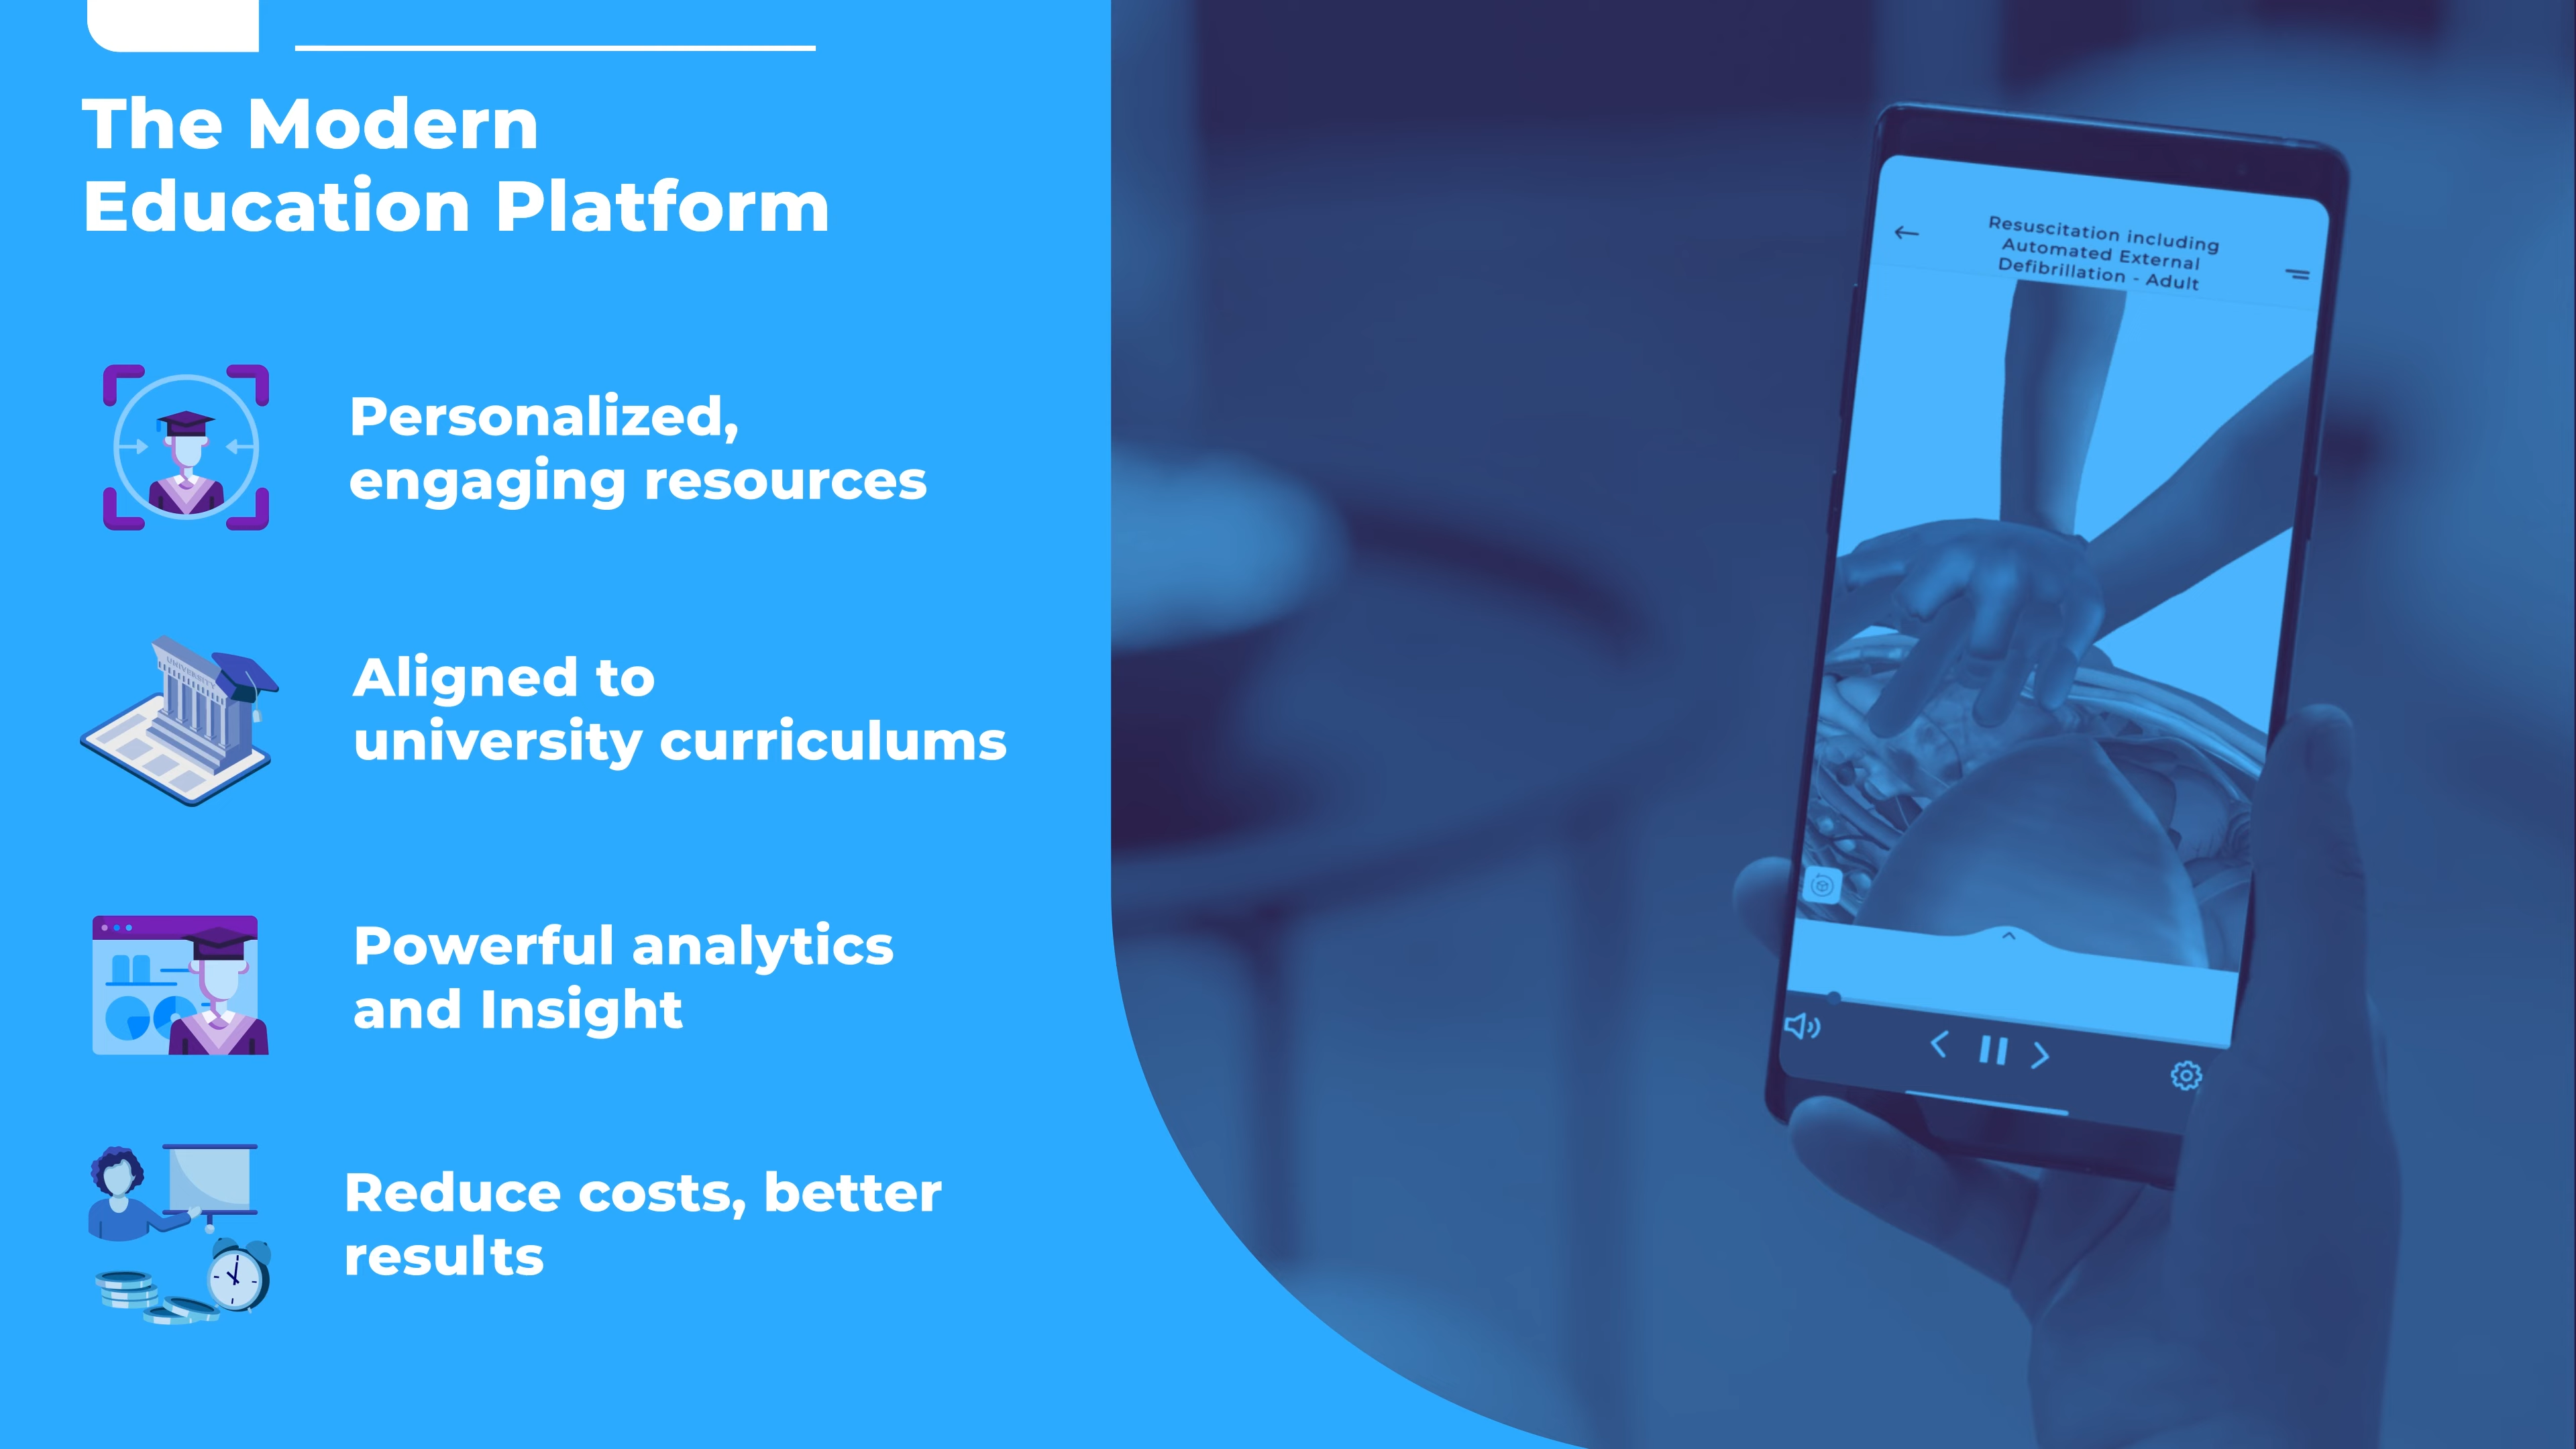 The Modern
Education Platform
Personalized,
engaging resources
UNIVERSITY
Aligned to
university curriculums
Powerful analytics
and Insight
Reduce costs, better
results
Resuscitation including
Automated External
Defibrillation - Adult